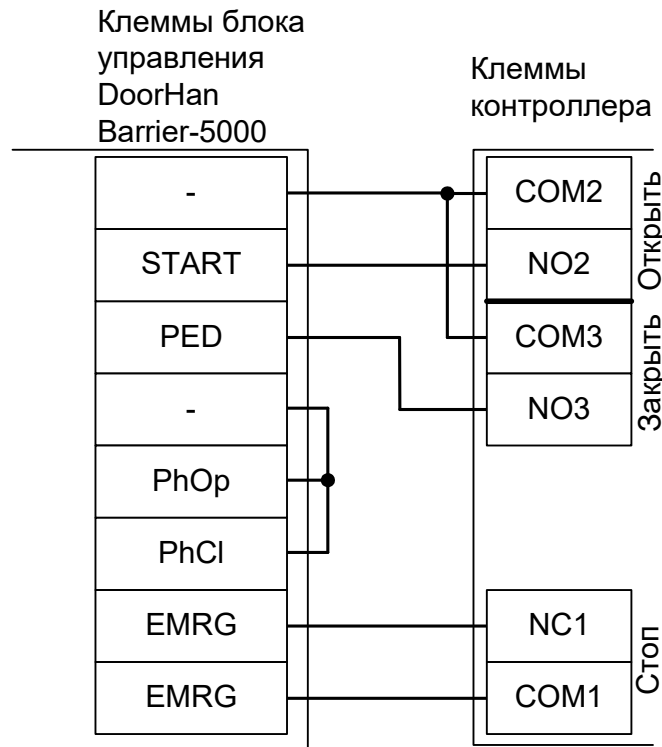 Клеммы блока
управления
DoorHan
Barrier-5000
Клеммы
контроллера
-
START
PED
-
PhOp
PhCl
EMRG
EMRG
COM2
NO2
COM3
NO3
NC1
COM1
Открыть
Закрыть
Стоп